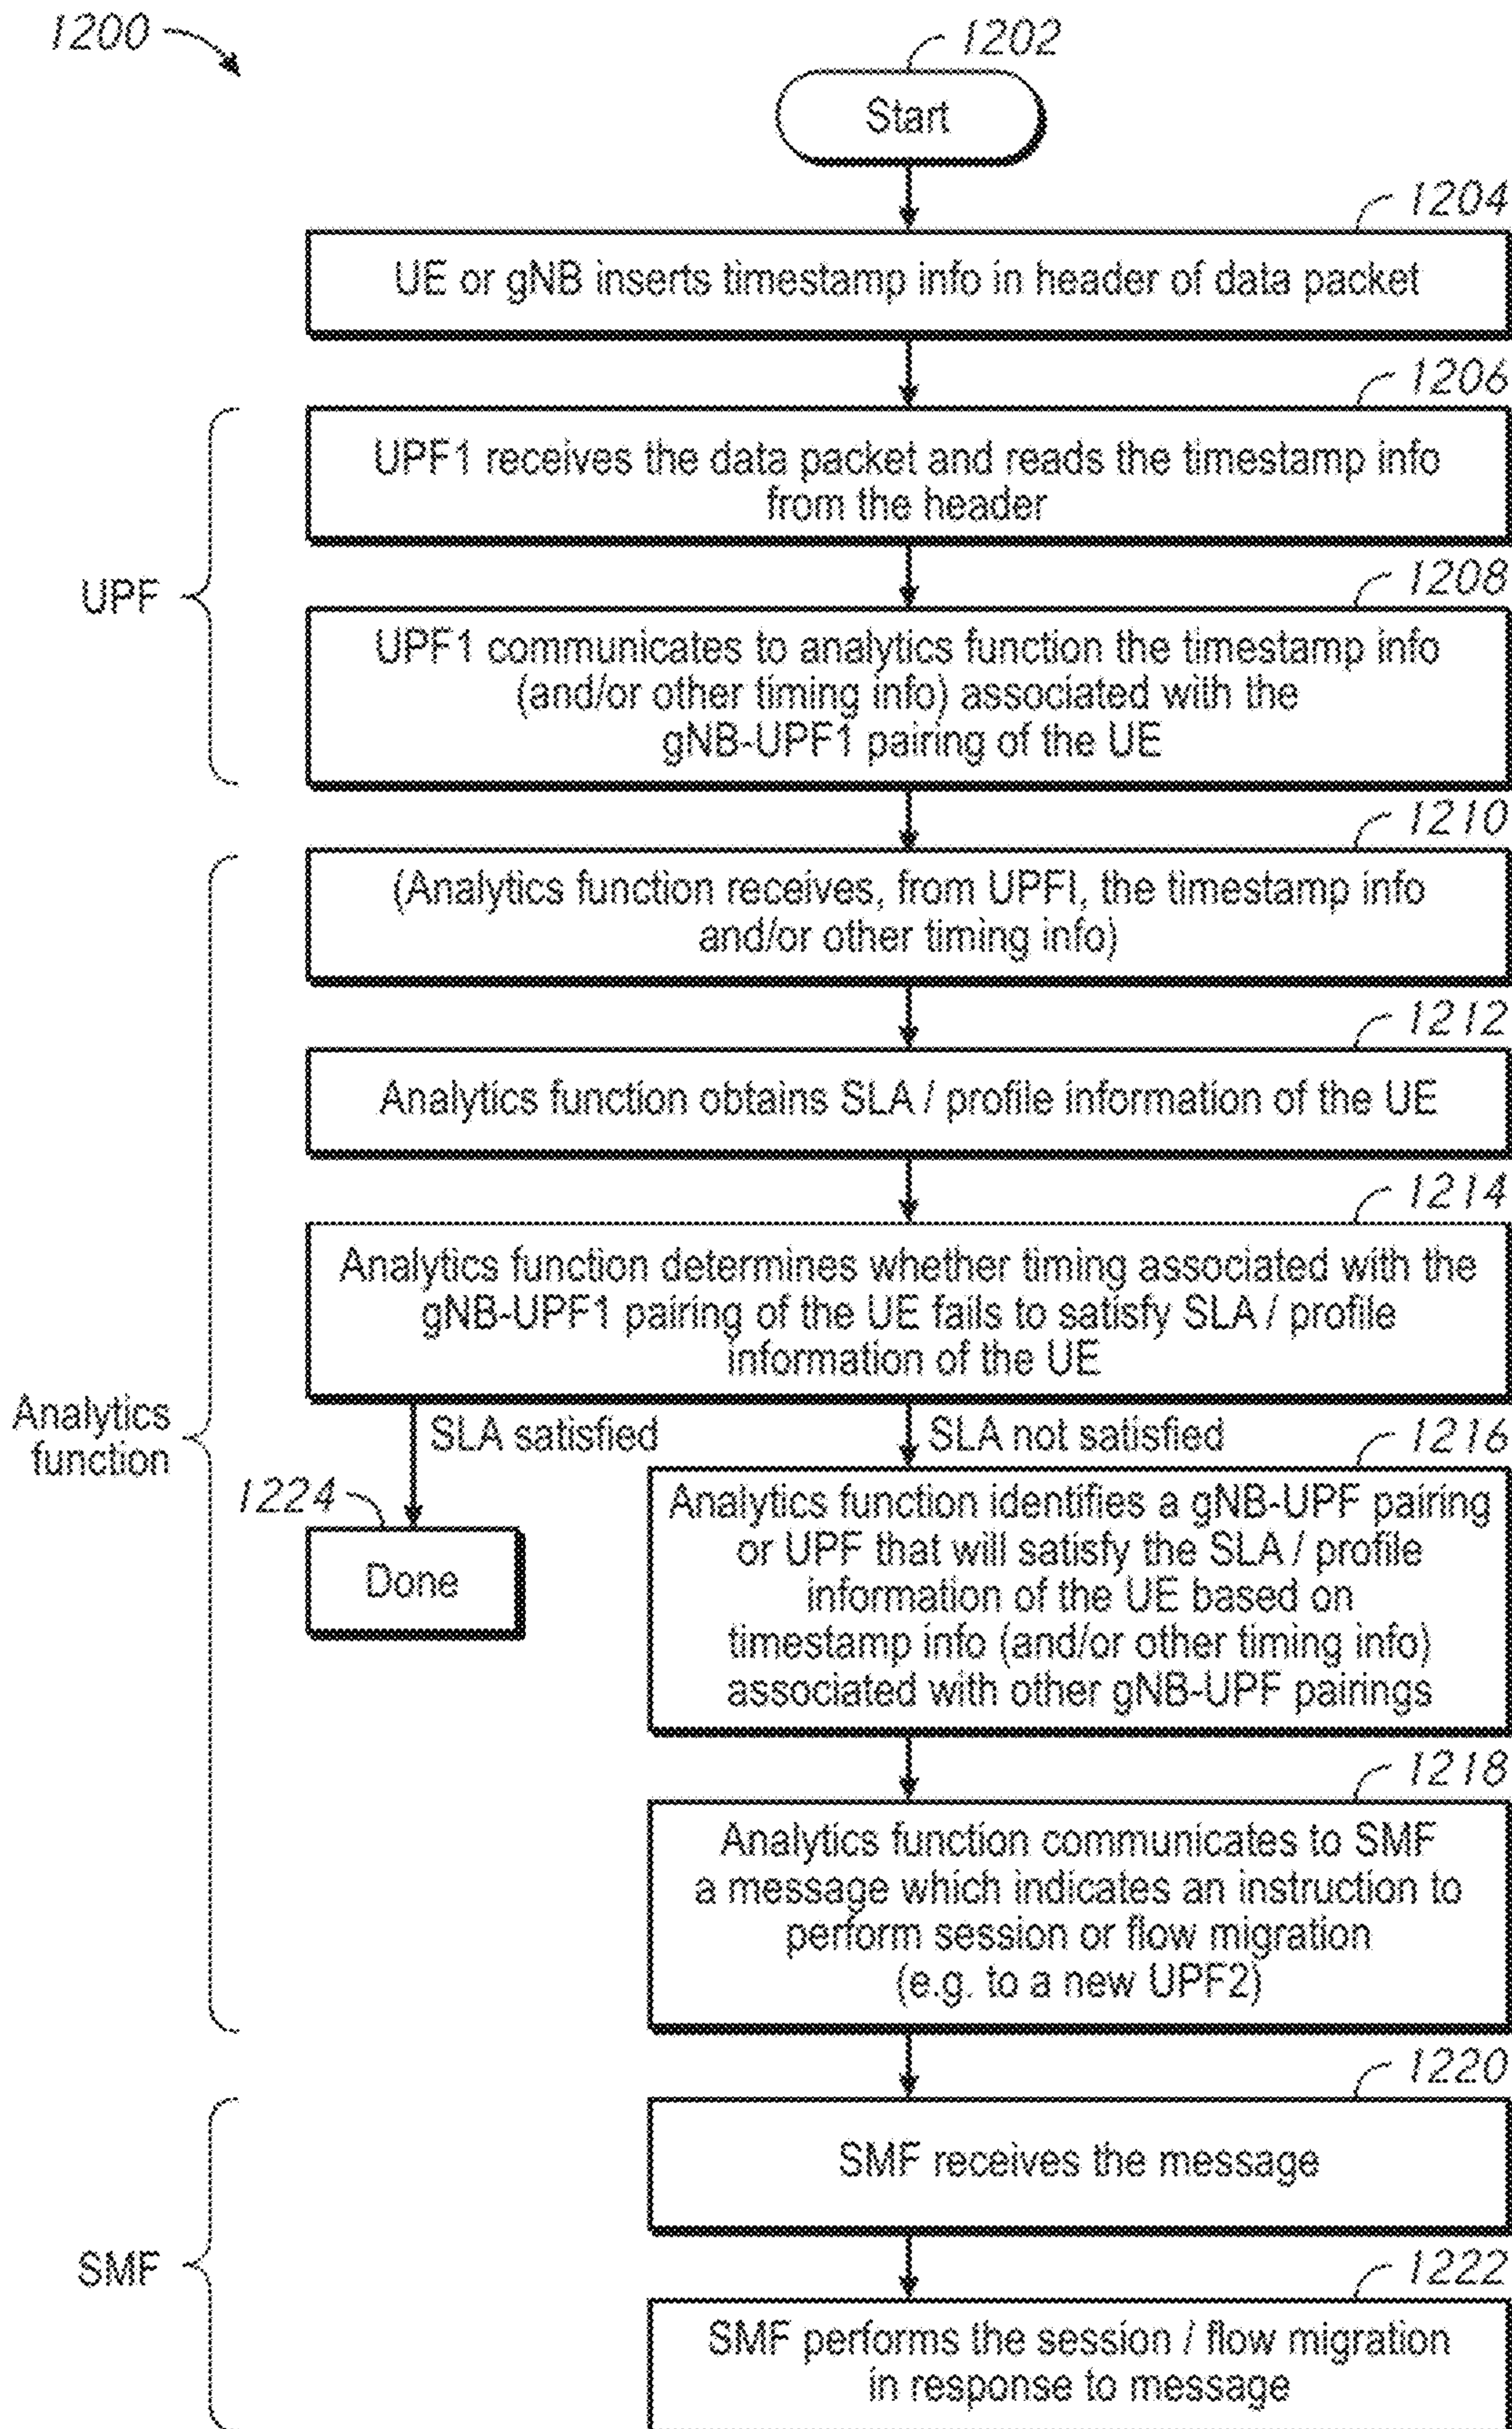 1200
1202
Start
1204
UE or gNB inserts timestamp info in header of data packet
1206
UPF1 receives the data packet and reads the timestamp info
from the header
UPF
1208
UPF1 communicates to analytics function the timestamp info
(and/or other timing info) associated with the
gNB-UPF1 pairing of the UE
1210
(Analytics function receives, from UPFI, the timestamp info
and/or other timing info)
1212
Analytics function obtains SLA / profile information of the UE
1214
Analytics function determines whether timing associated with the
gNB-UPF1 pairing of the UE fails to satisfy SLA / profile
information of the UE
Analytics
function
SLA satisfied
SLA not satisfied
1224
Done
1216
Analytics function identifies a gNB-UPF pairing
or UPF that will satisfy the SLA / profile
information of the UE based on
timestamp info (and/or other timing info)
associated with other gNB-UPF pairings
1218
Analytics function communicates to SMF
a message which indicates an instruction to
perform session or flow migration
(e.g. to a new UPF2)
1220
SMF receives the message
SMF
1222
SMF performs the session / flow migration
in response to message